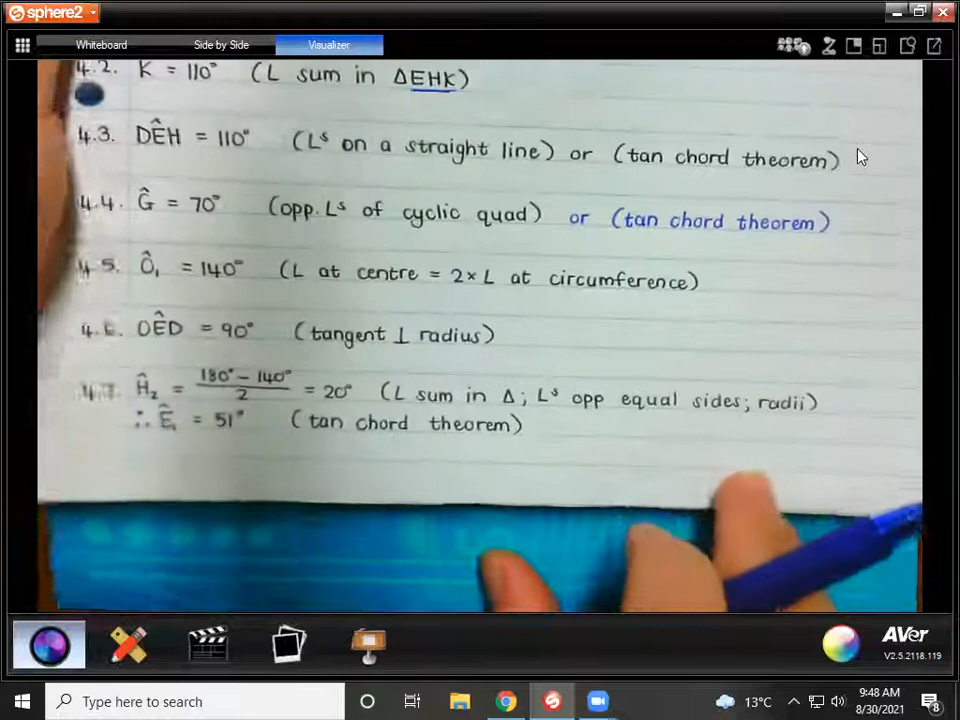 sphere2
Whiteboard Side by Side Visualizer
4.2. K = 110° (L sum in ΔEHK)
4.3. DÊH = 110° (Lˢ on a straight line) or (tan chord theorem)
4.4. Ĝ = 70° (opp. Lˢ of cyclic quad) or (tan chord theorem)
4.5. Ô₁ = 140° (L at centre = 2 × L at circumference)
4.6. OÊD = 90° (tangent ⊥ radius)
4.7. Ĥ₂ = 180° - 140° / 2 = 20° (L sum in Δ; Lˢ opp equal sides; radii)
∴ Ê₁ = 51° (tan chord theorem)
AVer
V2.5.2118.119
Type here to search
13°C
9:48 AM
8/30/2021
8